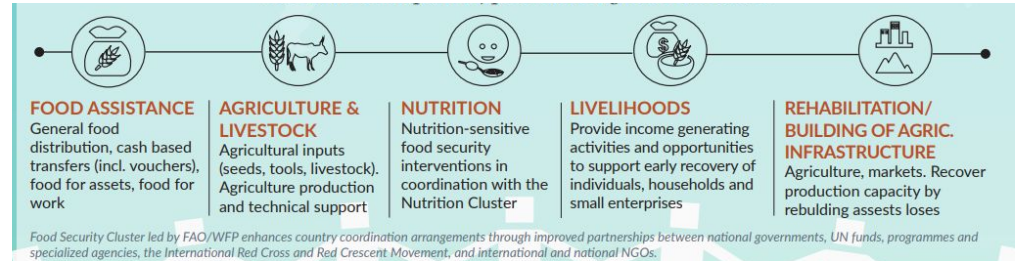 FOOD ASSISTANCE
General food
distribution, cash based
transfers (incl. vouchers),
food for assets, food for
work
AGRICULTURE &
LIVESTOCK
Agricultural inputs
(seeds, tools, livestock).
Agriculture production
and technical support
NUTRITION
Nutrition-sensitive
food security
interventions in
coordination with the
Nutrition Cluster
LIVELIHOODS
Provide income generating
activities and opportunities
to support early recovery of
individuals, households and
small enterprises
REHABILITATION/
BUILDING OF AGRIC.
INFRASTRUCTURE
Agriculture, markets. Recover
production capacity by
rebulding assests loses
Food Security Cluster led by FAO/WFP enhances country coordination arrangements through improved partnerships between national governments, UN funds, programmes and
specialized agencies, the International Red Cross and Red Crescent Movement, and international and national NGOs.